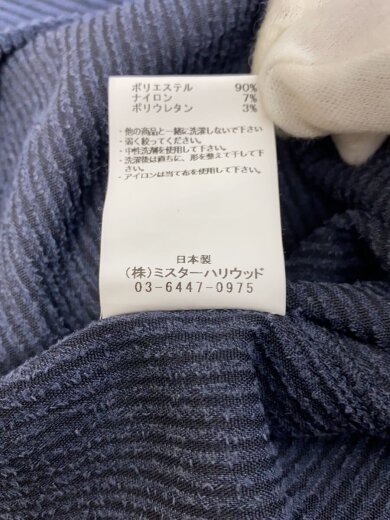 ポリエステル 90%
ナイロン 7%
ポリウレタン 3%
・他の商品と一緒に洗濯しないで下さい
・弱く絞ってください。
・中性洗剤を使用して下さい。
・洗濯後は直ちに、形を整えて干して下さい。
・アイロンは当て布を使用して下さい。
日本製
(株)ミスターハリウッド
03-6447-0975